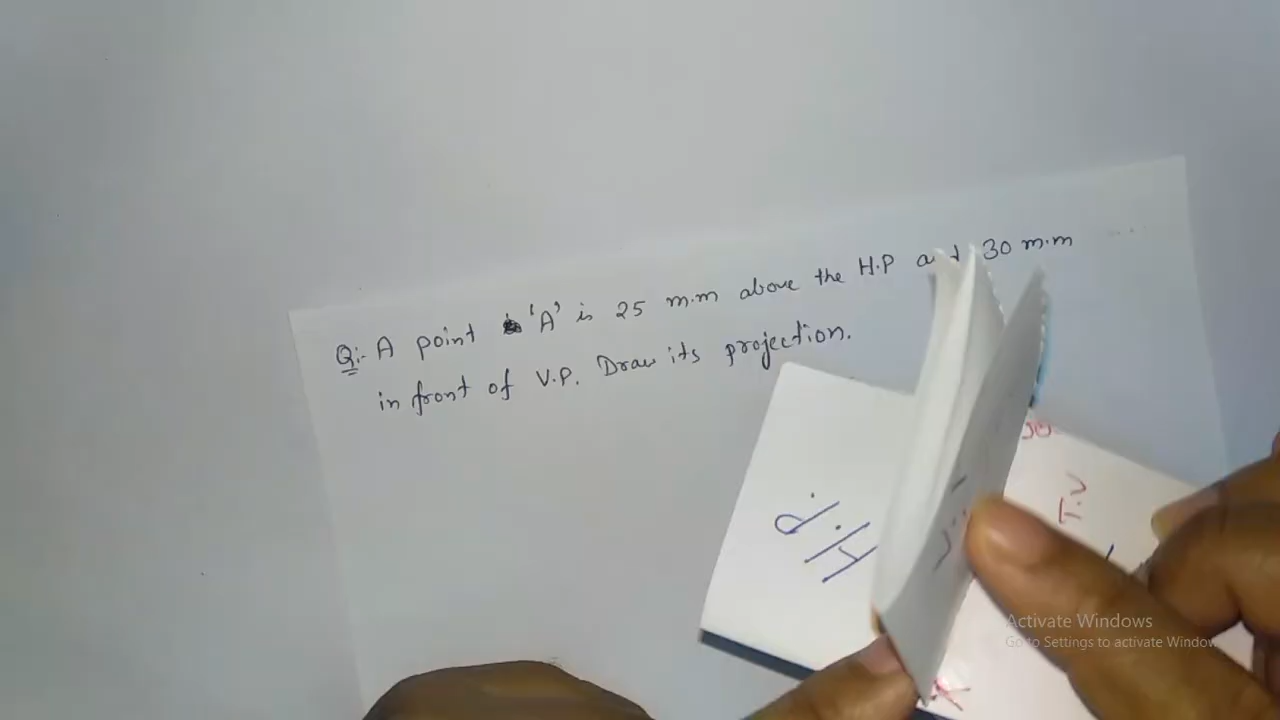 Q:- A point 'A' is 25 m.m above the H.P and 30 m.m
in front of V.P. Draw its projection.
H.P.
T.V
X
Activate Windows
Go to Settings to activate Window